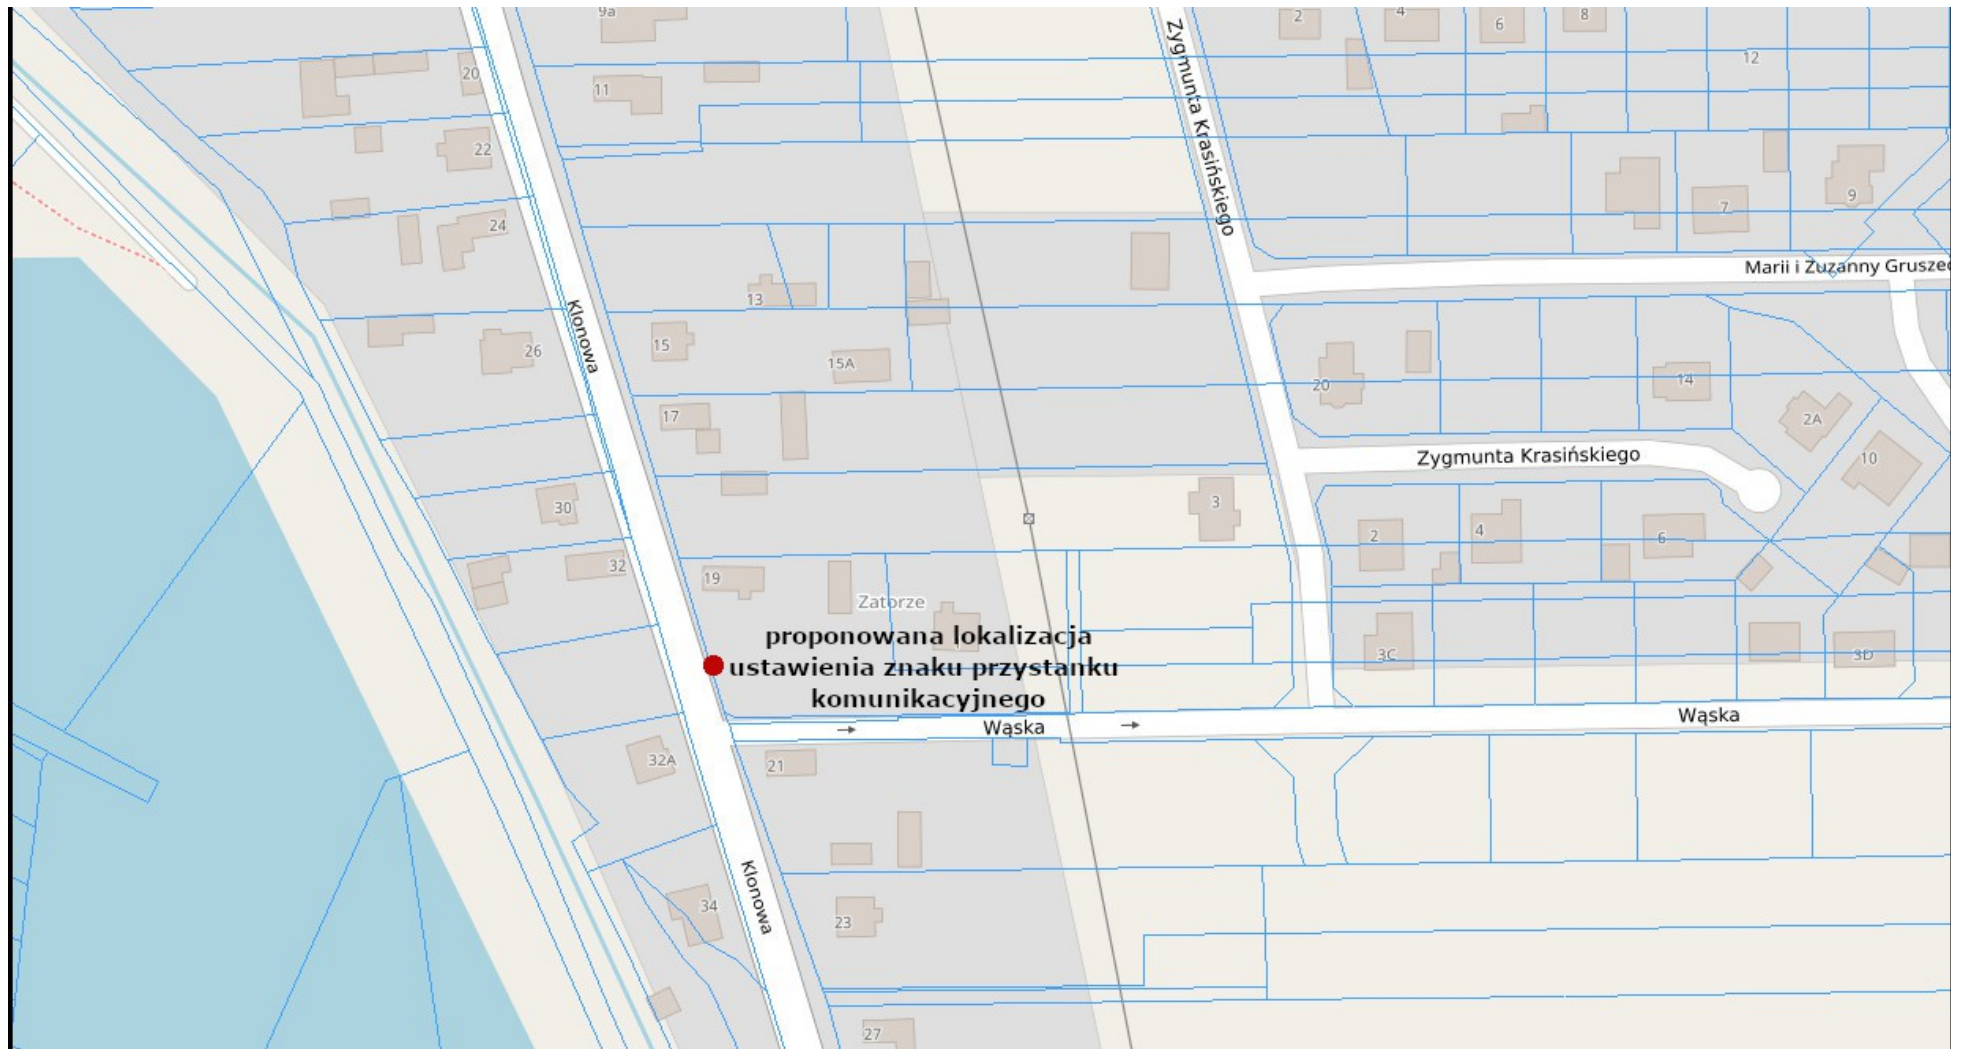 9a
2
4
6
8
12
20
11
22
24
Zygmunta Krasińskiego
7
9
Marii i Zuzanny Gruszec
13
15
15A
26
Klonowa
20
14
2A
17
Zygmunta Krasińskiego
10
30
3
2
4
6
32
19
Zatorze
1
proponowana lokalizacja
ustawienia znaku przystanku
komunikacyjnego
3C
3D
Wąska
Wąska
32A
21
Klonowa
34
23
27